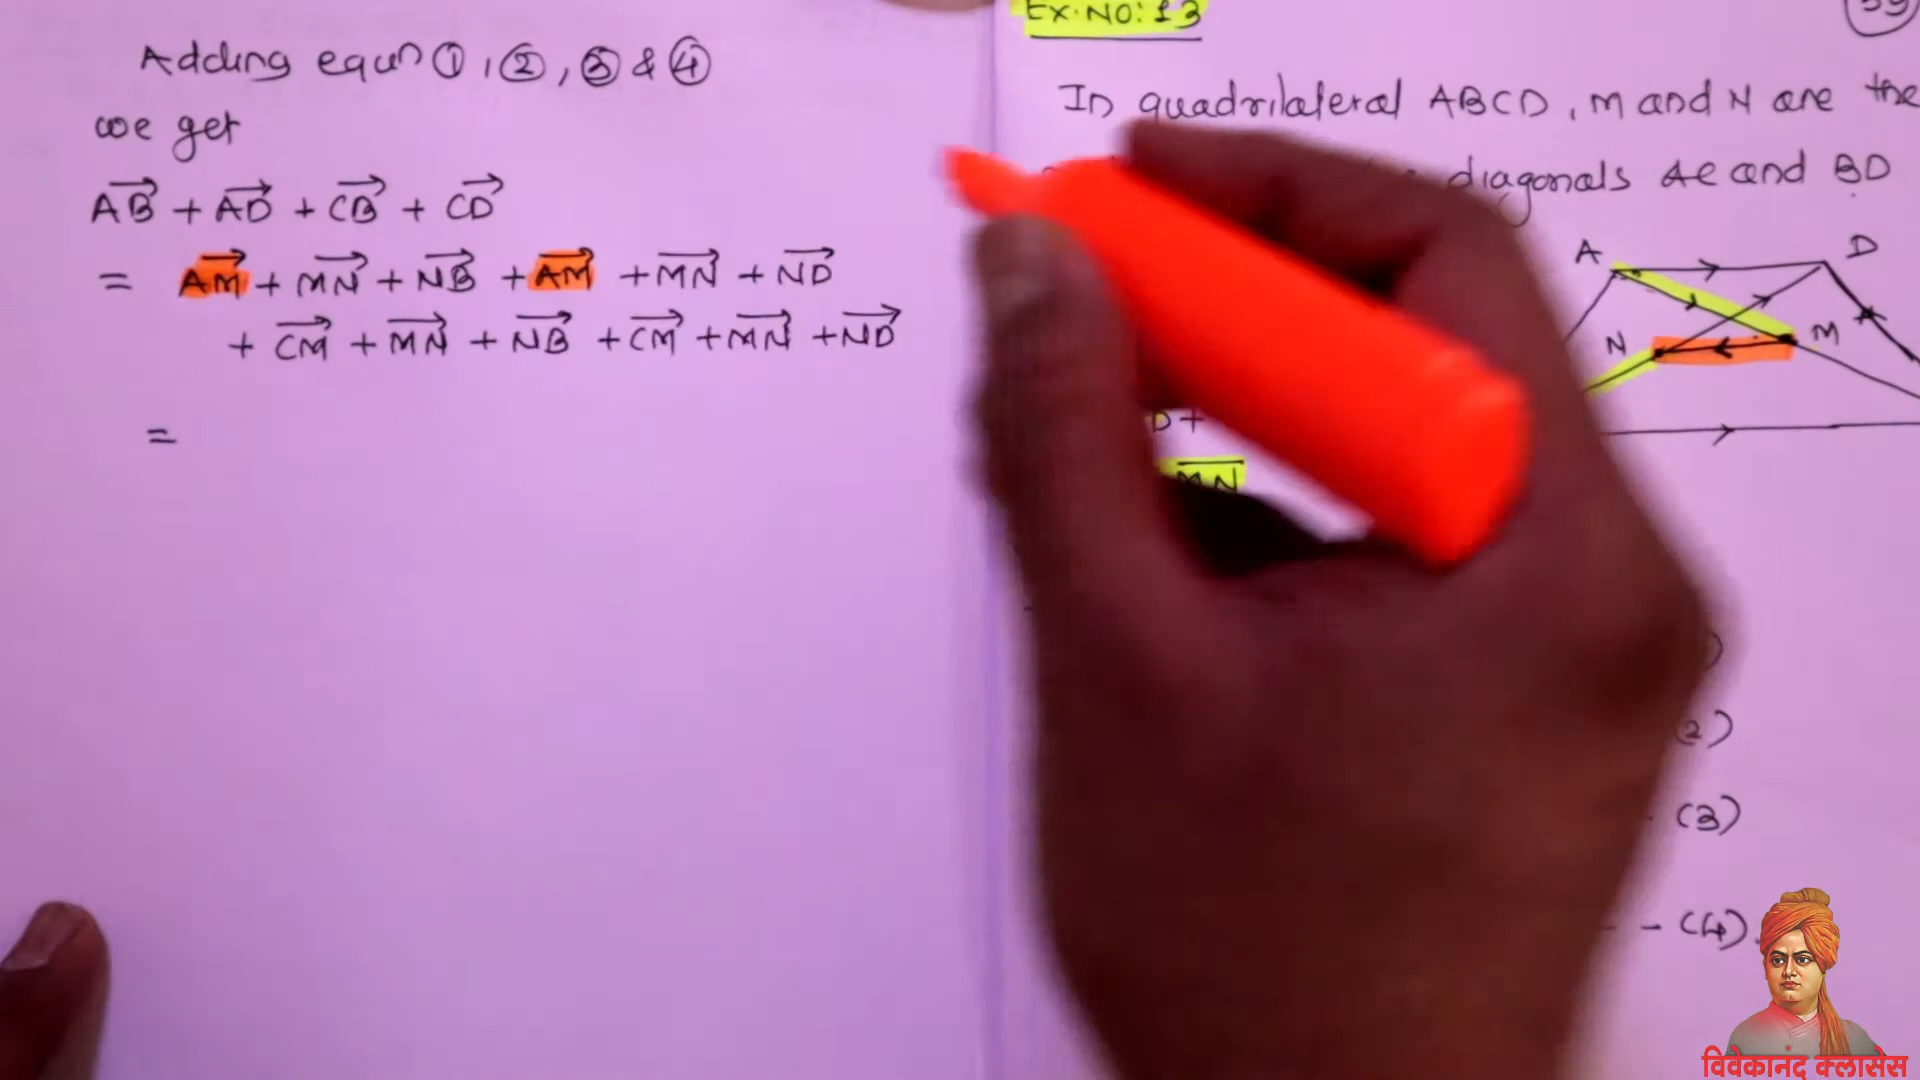 Adding equn ①, ②, ③ & ④
we get
AB + AD + CB + CD
= AM + MN + NB + AM + MN + ND
+ CM + MN + NB + CM + MN + ND
=
EX.NO: 13
In quadrilateral ABCD, M and N are the
diagonals AC and BD
A D
N M
D+
MN
(2)
(3)
- (4).
विवेकानंद क्लासेस